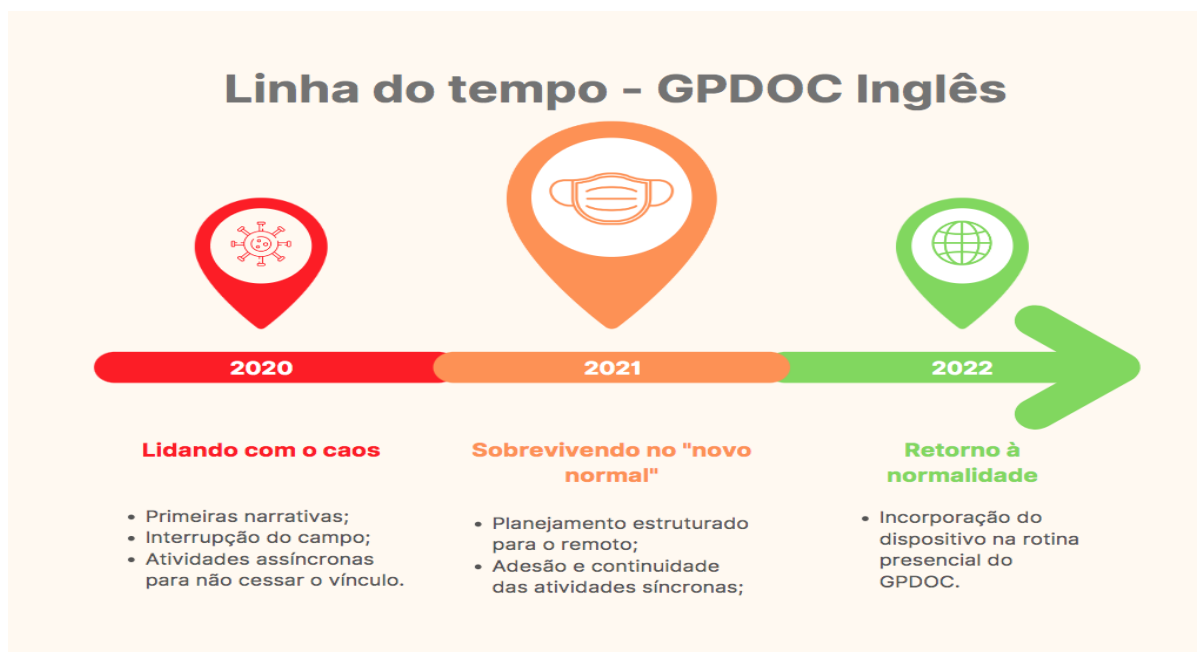 Linha do tempo - GPDOC Inglês
2020
2021
2022
Lidando com o caos
• Primeiras narrativas;
• Interrupção do campo;
• Atividades assíncronas
para não cessar o vínculo.
Sobrevivendo no "novo
normal"
• Planejamento estruturado
para o remoto;
• Adesão e continuidade
das atividades síncronas;
Retorno à
normalidade
• Incorporação do
dispositivo na rotina
presencial do
GPDOC.